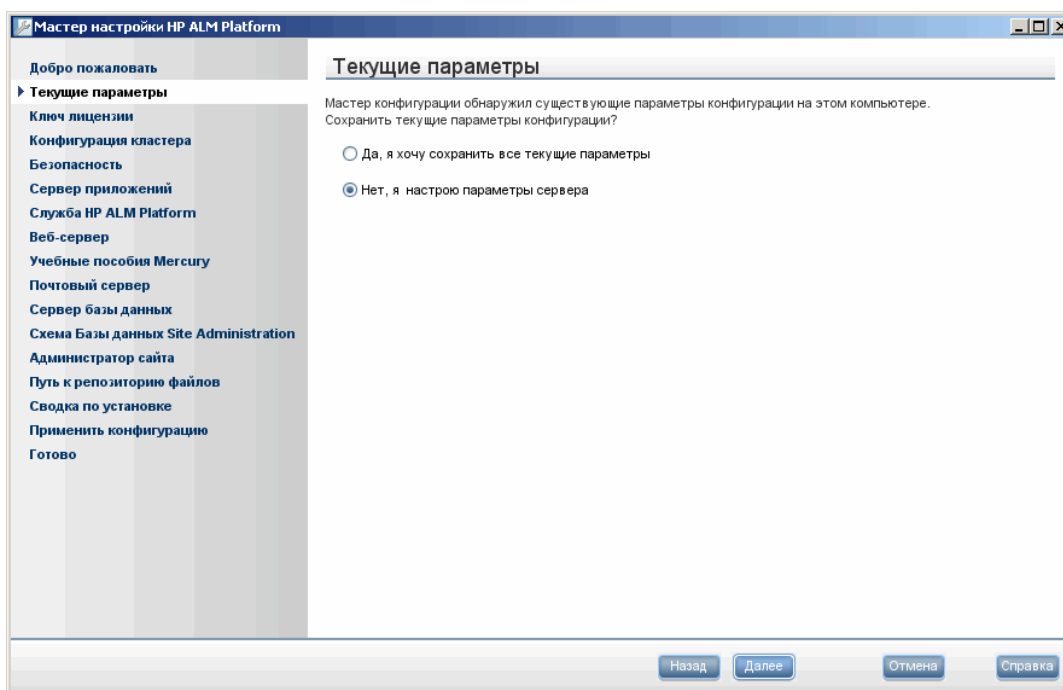 Мастер настройки HP ALM Platform
Добро пожаловать
Текущие параметры
Ключ лицензии
Конфигурация кластера
Безопасность
Сервер приложений
Служба HP ALM Platform
Веб-сервер
Учебные пособия Mercury
Почтовый сервер
Сервер базы данных
Схема Базы данных Site Administration
Администратор сайта
Путь к репозиторию файлов
Сводка по установке
Применить конфигурацию
Готово
Текущие параметры
Мастер конфигурации обнаружил существующие параметры конфигурации на этом компьютере.
Сохранить текущие параметры конфигурации?
Да, я хочу сохранить все текущие параметры
Нет, я настрою параметры сервера
Назад Далее Отмена Справка